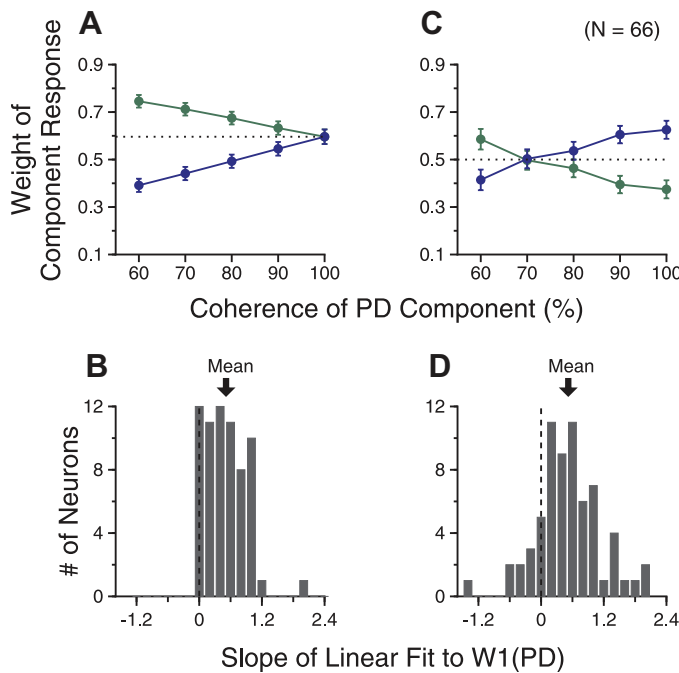 A
C
(N = 66)
Weight of
Component Response
0.9
0.7
0.5
0.3
0.1
60 70 80 90 100
0.9
0.7
0.5
0.3
0.1
60 70 80 90 100
Coherence of PD Component (%)
B
Mean
D
Mean
# of Neurons
12
8
4
0
-1.2 0 1.2 2.4
12
8
4
0
-1.2 0 1.2 2.4
Slope of Linear Fit to W1(PD)